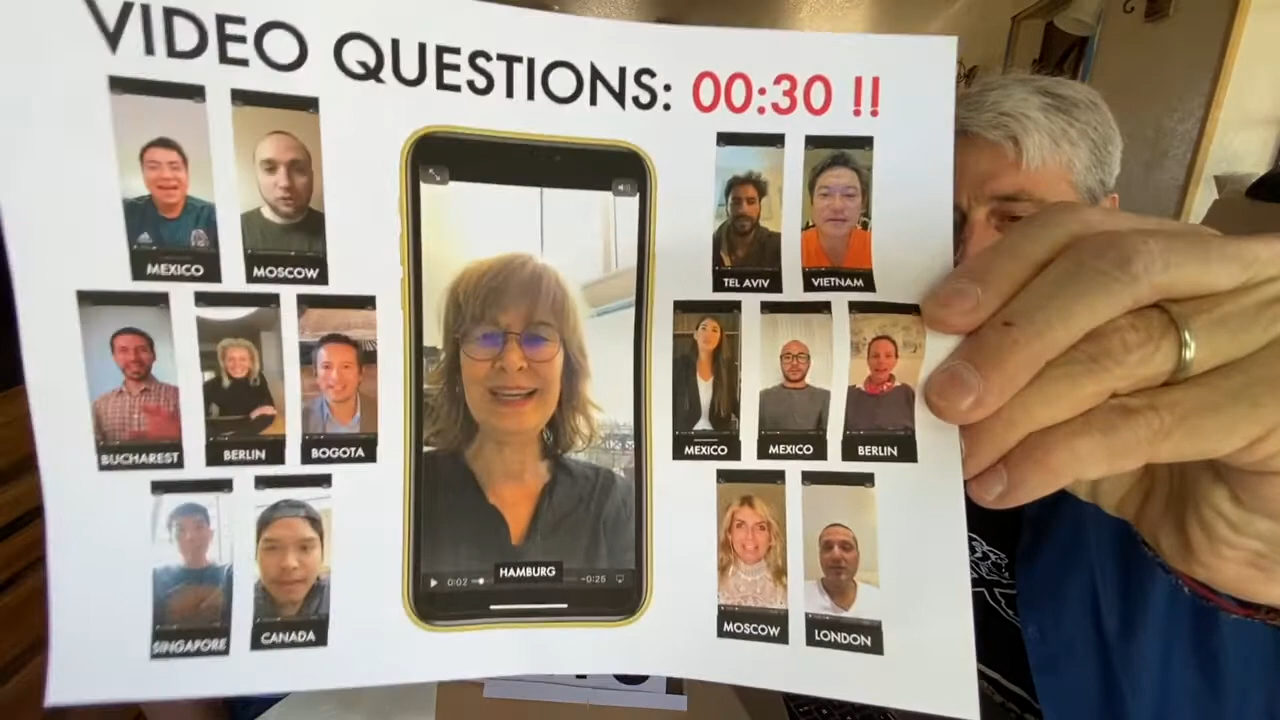 VIDEO QUESTIONS: 00:30 !!
MEXICO
MOSCOW
TEL AVIV
VIETNAM
BUCHAREST
BERLIN
BOGOTA
MEXICO
MEXICO
BERLIN
HAMBURG
0:02
-0:26
SINGAPORE
CANADA
MOSCOW
LONDON